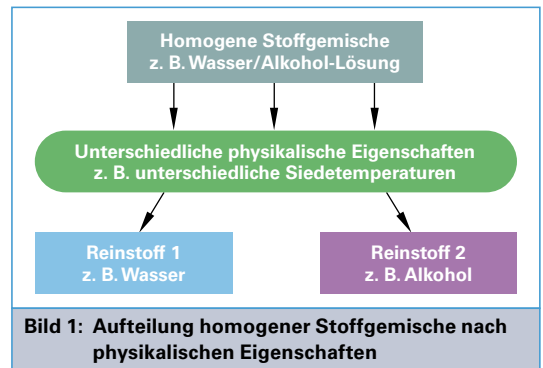 Homogene Stoffgemische
z. B. Wasser/Alkohol-Lösung
Unterschiedliche physikalische Eigenschaften
z. B. unterschiedliche Siedetemperaturen
Reinstoff 1
z. B. Wasser
Reinstoff 2
z. B. Alkohol
Bild 1: Aufteilung homogener Stoffgemische nach
physikalischen Eigenschaften